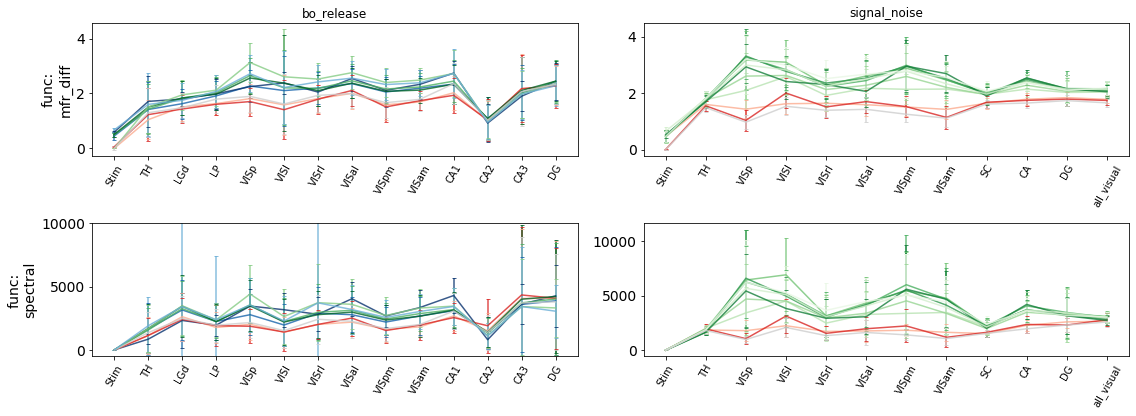 bo_release
signal_noise
func:
mfr_diff
4
2
0
4
2
0
Stim TH LGd LP VISp VISl VISrl VISal VISpm VISam CA1 CA2 CA3 DG
Stim TH VISp VISl VISrl VISal VISpm VISam SC CA DG all_visual
func:
spectral
10000
5000
0
10000
5000
0
Stim TH LGd LP VISp VISl VISrl VISal VISpm VISam CA1 CA2 CA3 DG
Stim TH VISp VISl VISrl VISal VISpm VISam SC CA DG all_visual